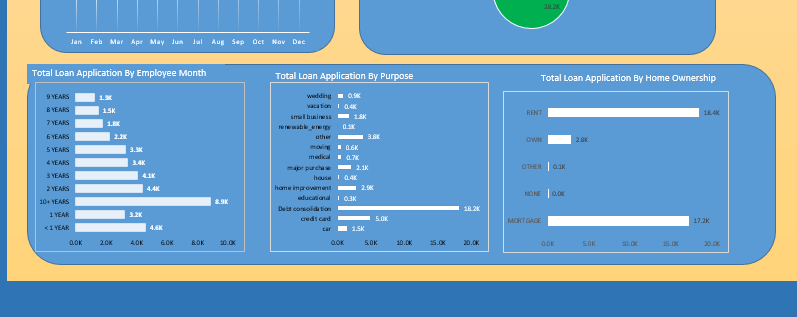 38.2K
Jan Feb Mar Apr May Jun Jul Aug Sep Oct Nov Dec
Total Loan Application By Employee Month
9 YEARS 1.3K
8 YEARS 1.5K
7 YEARS 1.8K
6 YEARS 2.2K
5 YEARS 3.3K
4 YEARS 3.4K
3 YEARS 4.1K
2 YEARS 4.4K
10+ YEARS 8.9K
1 YEAR 3.2K
< 1 YEAR 4.6K
0.0K 2.0K 4.0K 6.0K 8.0K 10.0K
Total Loan Application By Purpose
wedding 0.9K
vacation 0.4K
small business 1.8K
renewable_energy 0.1K
other 3.8K
moving 0.6K
medical 0.7K
major purchase 2.1K
house 0.4K
home improvement 2.9K
educational 0.3K
Debt consolidation 18.2K
credit card 5.0K
car 1.5K
0.0K 5.0K 10.0K 15.0K 20.0K
Total Loan Application By Home Ownership
RENT 18.4K
OWN 2.8K
OTHER 0.1K
NONE 0.0K
MORTGAGE 17.2K
0.0K 5.0K 10.0K 15.0K 20.0K